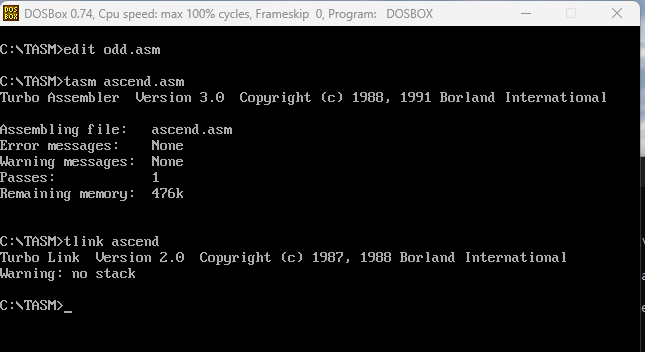 DOSBox 0.74, Cpu speed: max 100% cycles, Frameskip  0, Program:   DOSBOX
C:\TASM>edit odd.asm
C:\TASM>tasm ascend.asm
Turbo Assembler  Version 3.0  Copyright (c) 1988, 1991 Borland International
Assembling file:   ascend.asm
Error messages:    None
Warning messages:  None
Passes:            1
Remaining memory:  476k
C:\TASM>tlink ascend
Turbo Link  Version 2.0  Copyright (c) 1987, 1988 Borland International
Warning: no stack
C:\TASM>_